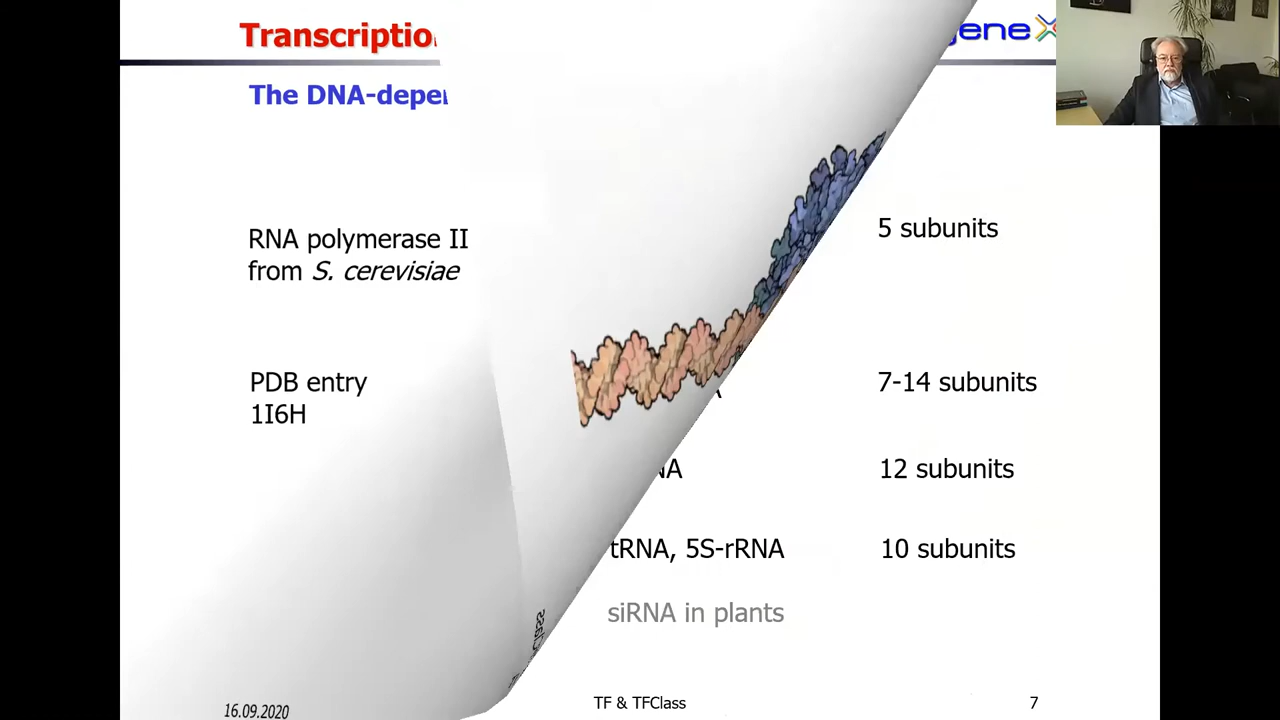 Transcriptio
gene
The DNA-depe
RNA polymerase II
from S. cerevisiae
5 subunits
PDB entry
1I6H
7-14 subunits
NA
12 subunits
tRNA, 5S-rRNA
10 subunits
siRNA in plants
16.09.2020
TF & TFClass
7